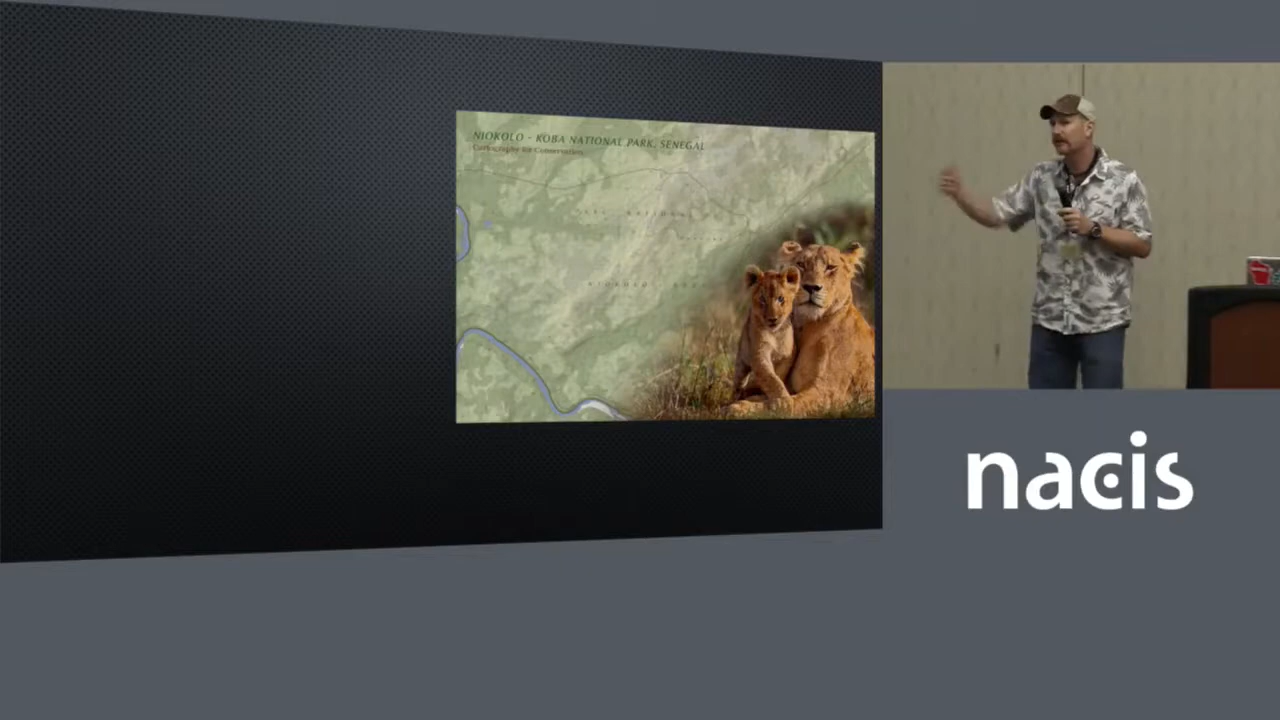 NIOKOLO - KOBA NATIONAL PARK, SENEGAL
Cartography for Conservation
nacis